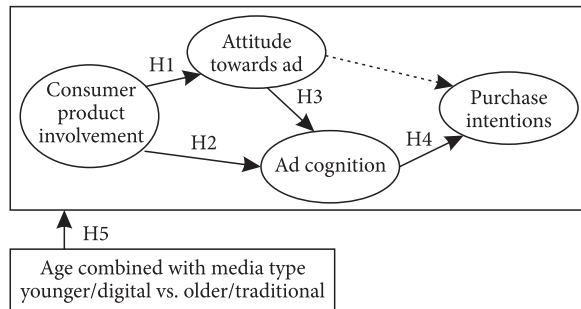 Attitude
towards ad
H1
Consumer
product
involvement
H3
Purchase
intentions
H2
H4
Ad cognition
H5
Age combined with media type
younger/digital vs. older/traditional